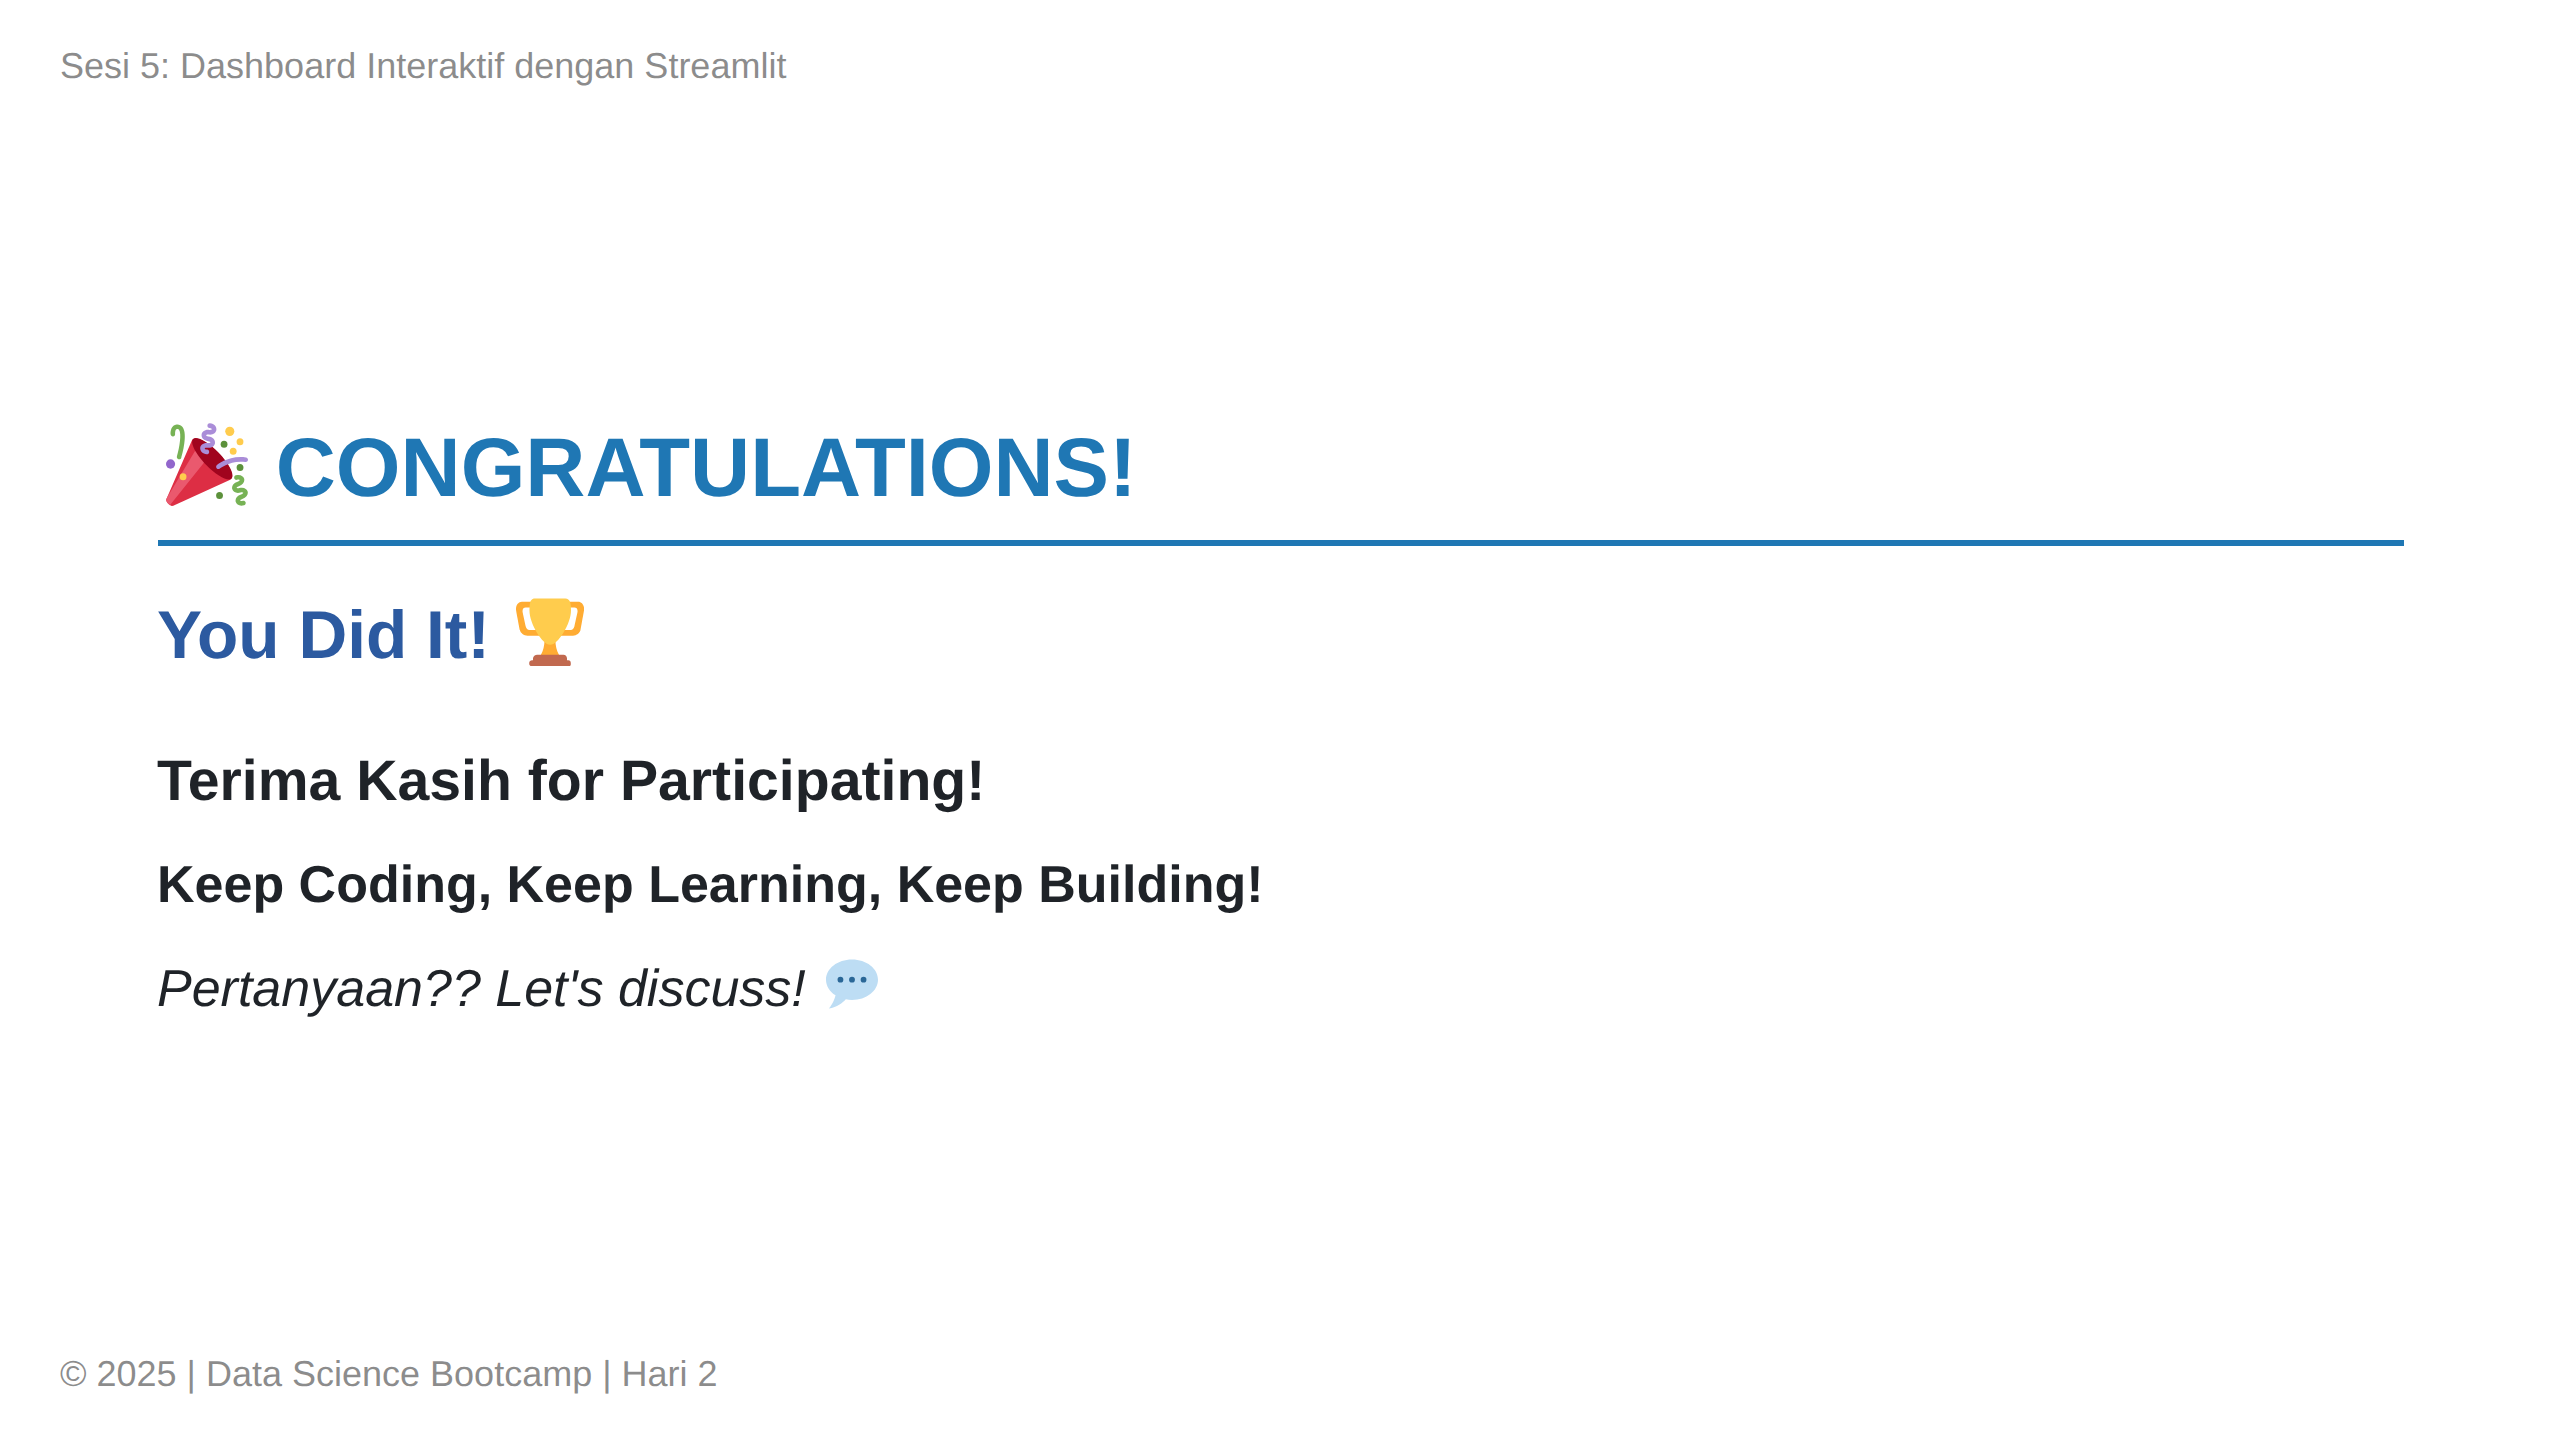 Sesi 5: Dashboard Interaktif dengan Streamlit
🎉 CONGRATULATIONS!
You Did It! 🏆
Terima Kasih for Participating!
Keep Coding, Keep Learning, Keep Building!
Pertanyaan?? Let's discuss! 💬
© 2025 | Data Science Bootcamp | Hari 2